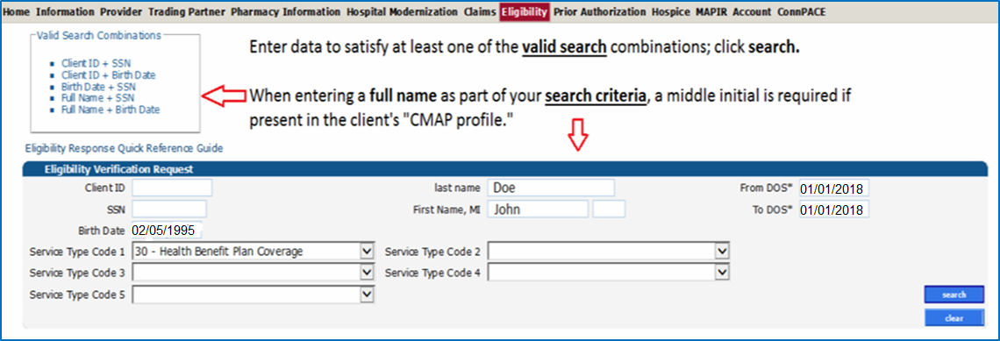 Home Information Provider Trading Partner Pharmacy Information Hospital Modernization Claims Eligibility Prior Authorization Hospice MAPIR Account ConnPACE
Valid Search Combinations
Client ID + SSN
Client ID + Birth Date
Birth Date + SSN
Full Name + SSN
Full Name + Birth Date
Enter data to satisfy at least one of the valid search combinations; click search.
When entering a full name as part of your search criteria, a middle initial is required if
present in the client's "CMAP profile."
Eligibility Response Quick Reference Guide
Eligibility Verification Request
Client ID last name Doe From DOS* 01/01/2018
SSN First Name, MI John To DOS* 01/01/2018
Birth Date 02/05/1995
Service Type Code 1 30 - Health Benefit Plan Coverage Service Type Code 2
Service Type Code 3 Service Type Code 4
Service Type Code 5
search
clear